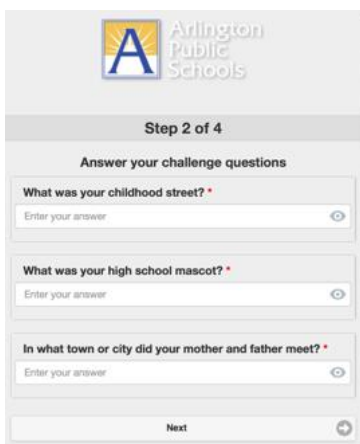 A
Arlington
Public
Schools
Step 2 of 4
Answer your challenge questions
What was your childhood street? *
Enter your answer
What was your high school mascot? *
Enter your answer
In what town or city did your mother and father meet? *
Enter your answer
Next